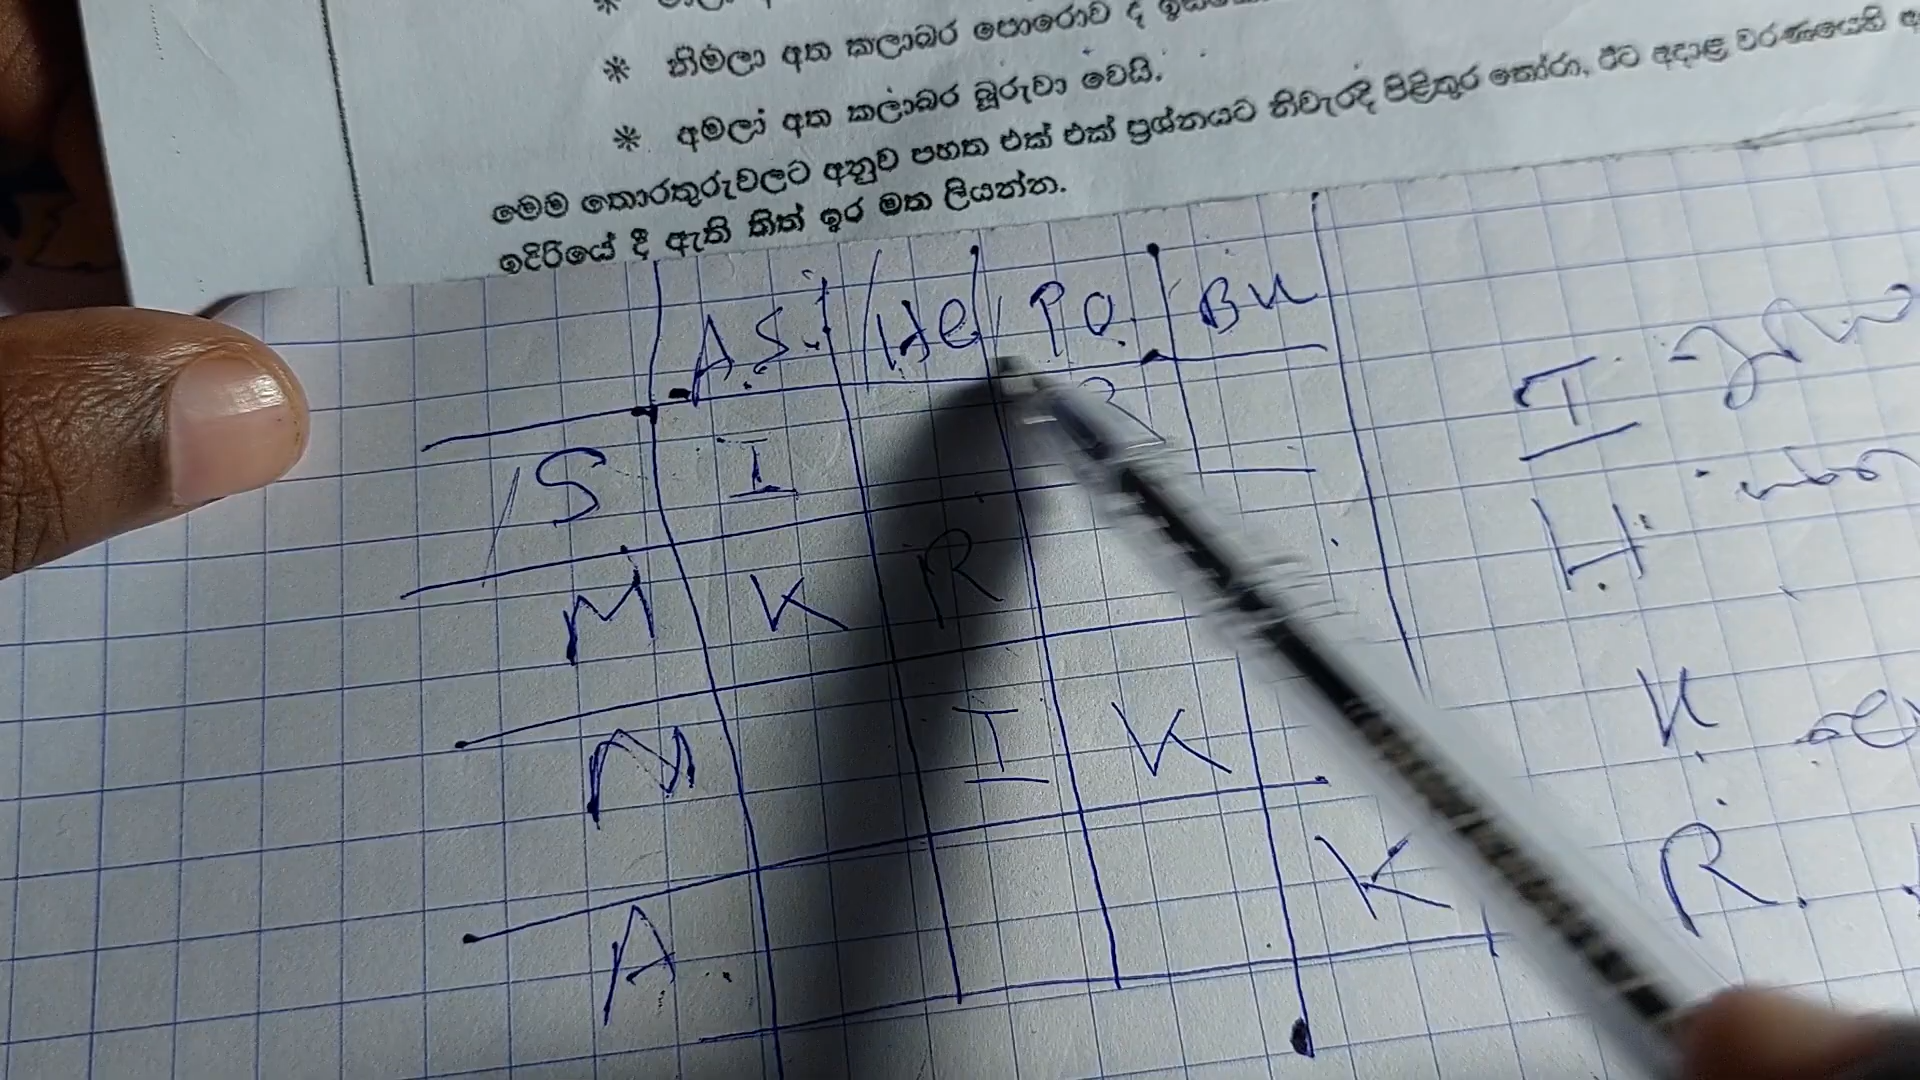 * නිමලා අත කලාබර පොරොව ද
* අමලා අත කලාබර බූරුවා වෙයි.
මෙම තොරතුරුවලට අනුව පහත එක් එක් ප්‍රශ්නයට නිවැරදි පිළිතුර තෝරා, ඊට අදාළ වරණයෙහි
ඉදිරියේ දී ඇති තිත් ඉර මත ලියන්න.
A.S. He Po. Bu
S I
M K R
N I K
A K
I
H
K
R.